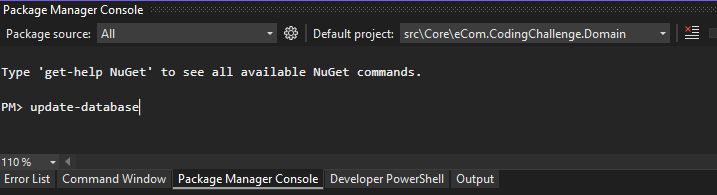 Package Manager Console
Package source: All Default project: src\Core\eCom.CodingChallenge.Domain
Type 'get-help NuGet' to see all available NuGet commands.
PM> update-database
110 %
Error List Command Window Package Manager Console Developer PowerShell Output